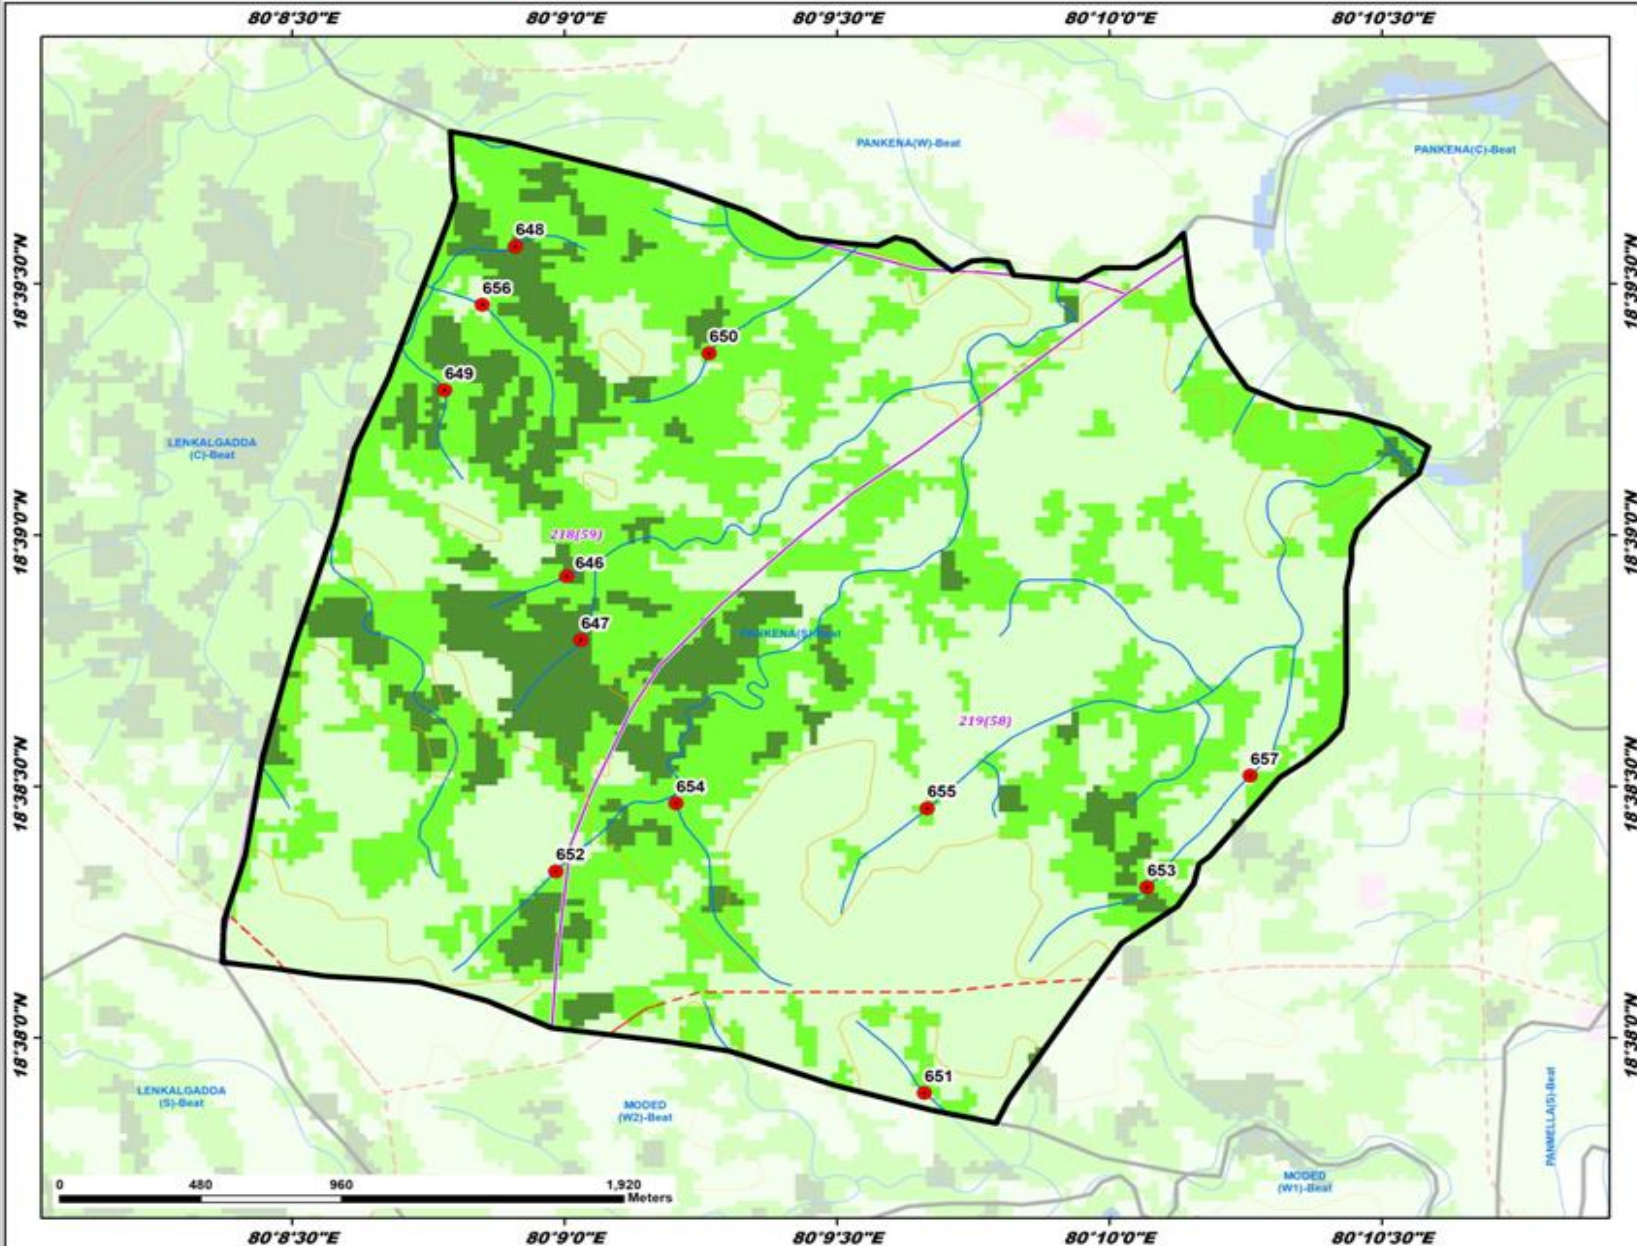 80°8'30"E 80°9'0"E 80°9'30"E 80°10'0"E 80°10'30"E
PANKENA(W)-Beat
PANKENA(C)-Beat
648
18°39'30"N
18°39'30"N
656
650
649
LENKALGADDA
(C)-Beat
218(59)
18°39'0"N
18°39'0"N
646
647
PANKENA(S)-Beat
219(58)
657
18°38'30"N
18°38'30"N
654
655
652
653
18°38'0"N
18°38'0"N
651
LENKALGADDA
(S)-Beat
MODED
(W2)-Beat
PANMELLA(S)-Beat
MODED
(W1)-Beat
0 480 960 1,920
Meters
80°8'30"E 80°9'0"E 80°9'30"E 80°10'0"E 80°10'30"E